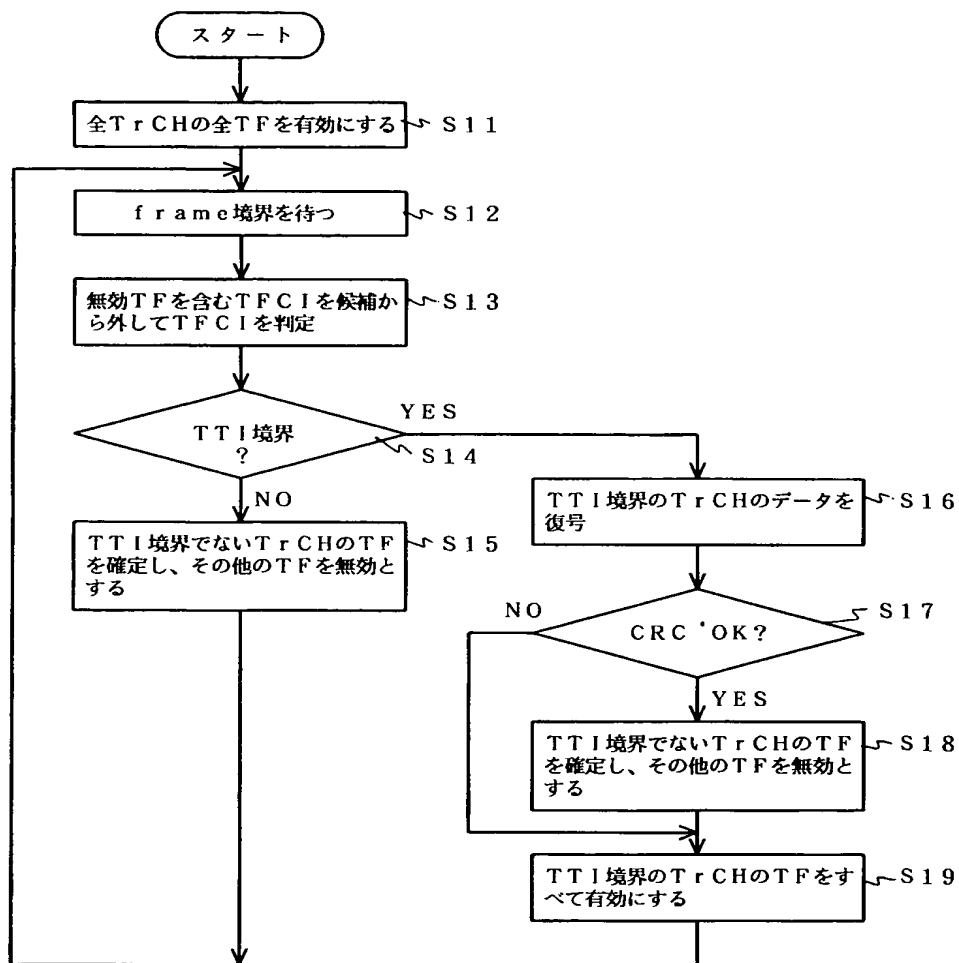 スタート
全TrCHの全TFを有効にする
S11
frame境界を待つ
S12
無効TFを含むTFCIを候補か
ら外してTFCIを判定
S13
TTI境界
?
S14
YES
NO
TTI境界でないTrCHのTF
を確定し、その他のTFを無効と
する
S15
TTI境界のTrCHのデータを
復号
S16
CRC OK?
S17
NO
YES
TTI境界でないTrCHのTF
を確定し、その他のTFを無効と
する
S18
TTI境界のTrCHのTFをす
べて有効にする
S19